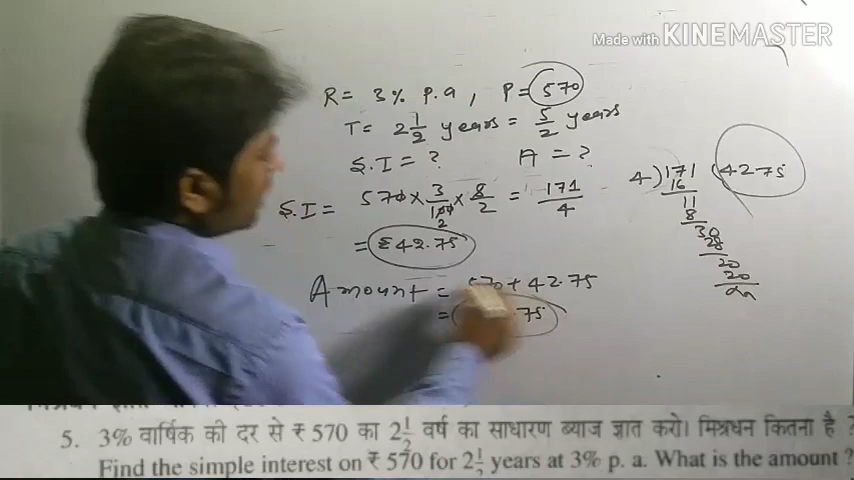 Made with KINEMASTER
R = 3% p.a , P = 570
T = 2 1/2 years = 5/2 years
S.I = ? A = ?
S.I = 570 × 3/100 × 5/2 = 171/4
= ₹42.75
Amount = 570 + 42.75
= .75
4) 171 (42.75
16
11
8
30
28
20
20
5. 3% वार्षिक की दर से ₹ 570 का 2 1/2 वर्ष का साधारण ब्याज ज्ञात करो। मिश्रधन कितना है ?
Find the simple interest on ₹ 570 for 2 1/2 years at 3% p. a. What is the amount ?